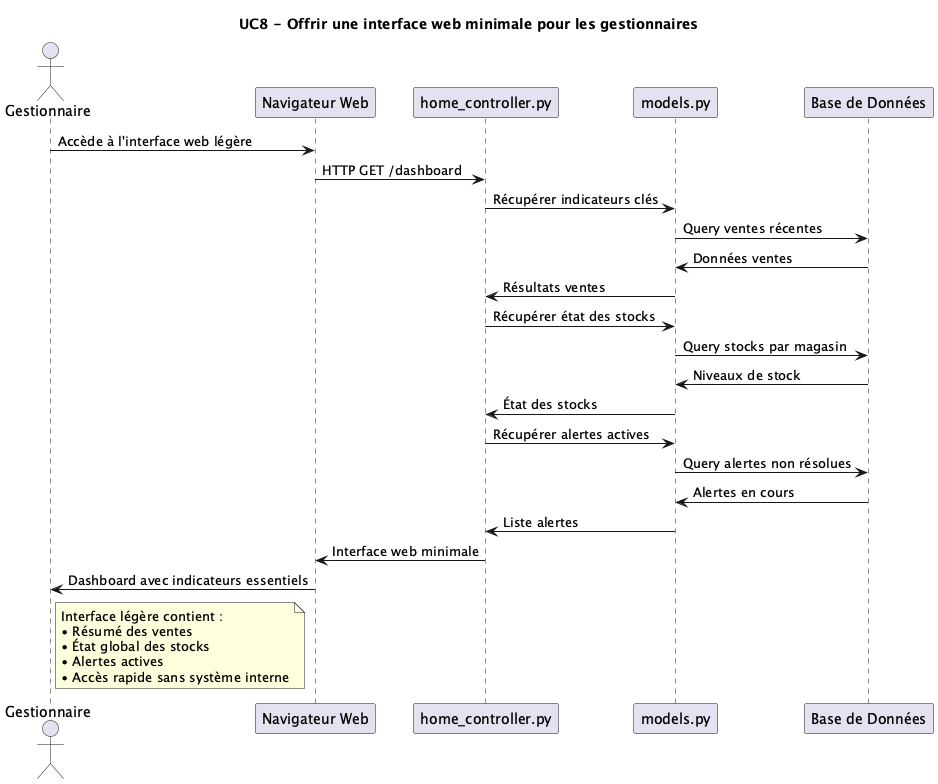 UC8 - Offrir une interface web minimale pour les gestionnaires
Gestionnaire
Navigateur Web
home_controller.py
models.py
Base de Données
Accède à l'interface web légère
HTTP GET /dashboard
Récupérer indicateurs clés
Query ventes récentes
Données ventes
Résultats ventes
Récupérer état des stocks
Query stocks par magasin
Niveaux de stock
État des stocks
Récupérer alertes actives
Query alertes non résolues
Alertes en cours
Liste alertes
Interface web minimale
Dashboard avec indicateurs essentiels
Interface légère contient :
• Résumé des ventes
• État global des stocks
• Alertes actives
• Accès rapide sans système interne
Gestionnaire
Navigateur Web
home_controller.py
models.py
Base de Données